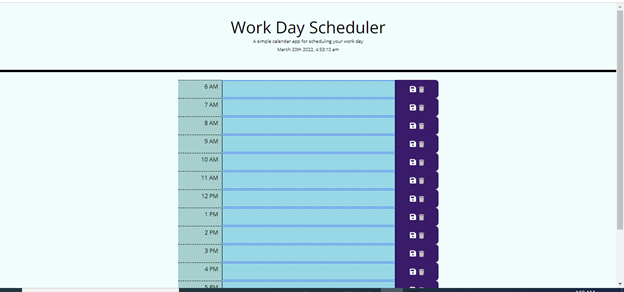 Work Day Scheduler
A simple calendar app for scheduling your work day
March 20th 2022, 4:53:10 am
6 AM
7 AM
8 AM
9 AM
10 AM
11 AM
12 PM
1 PM
2 PM
3 PM
4 PM
5 PM